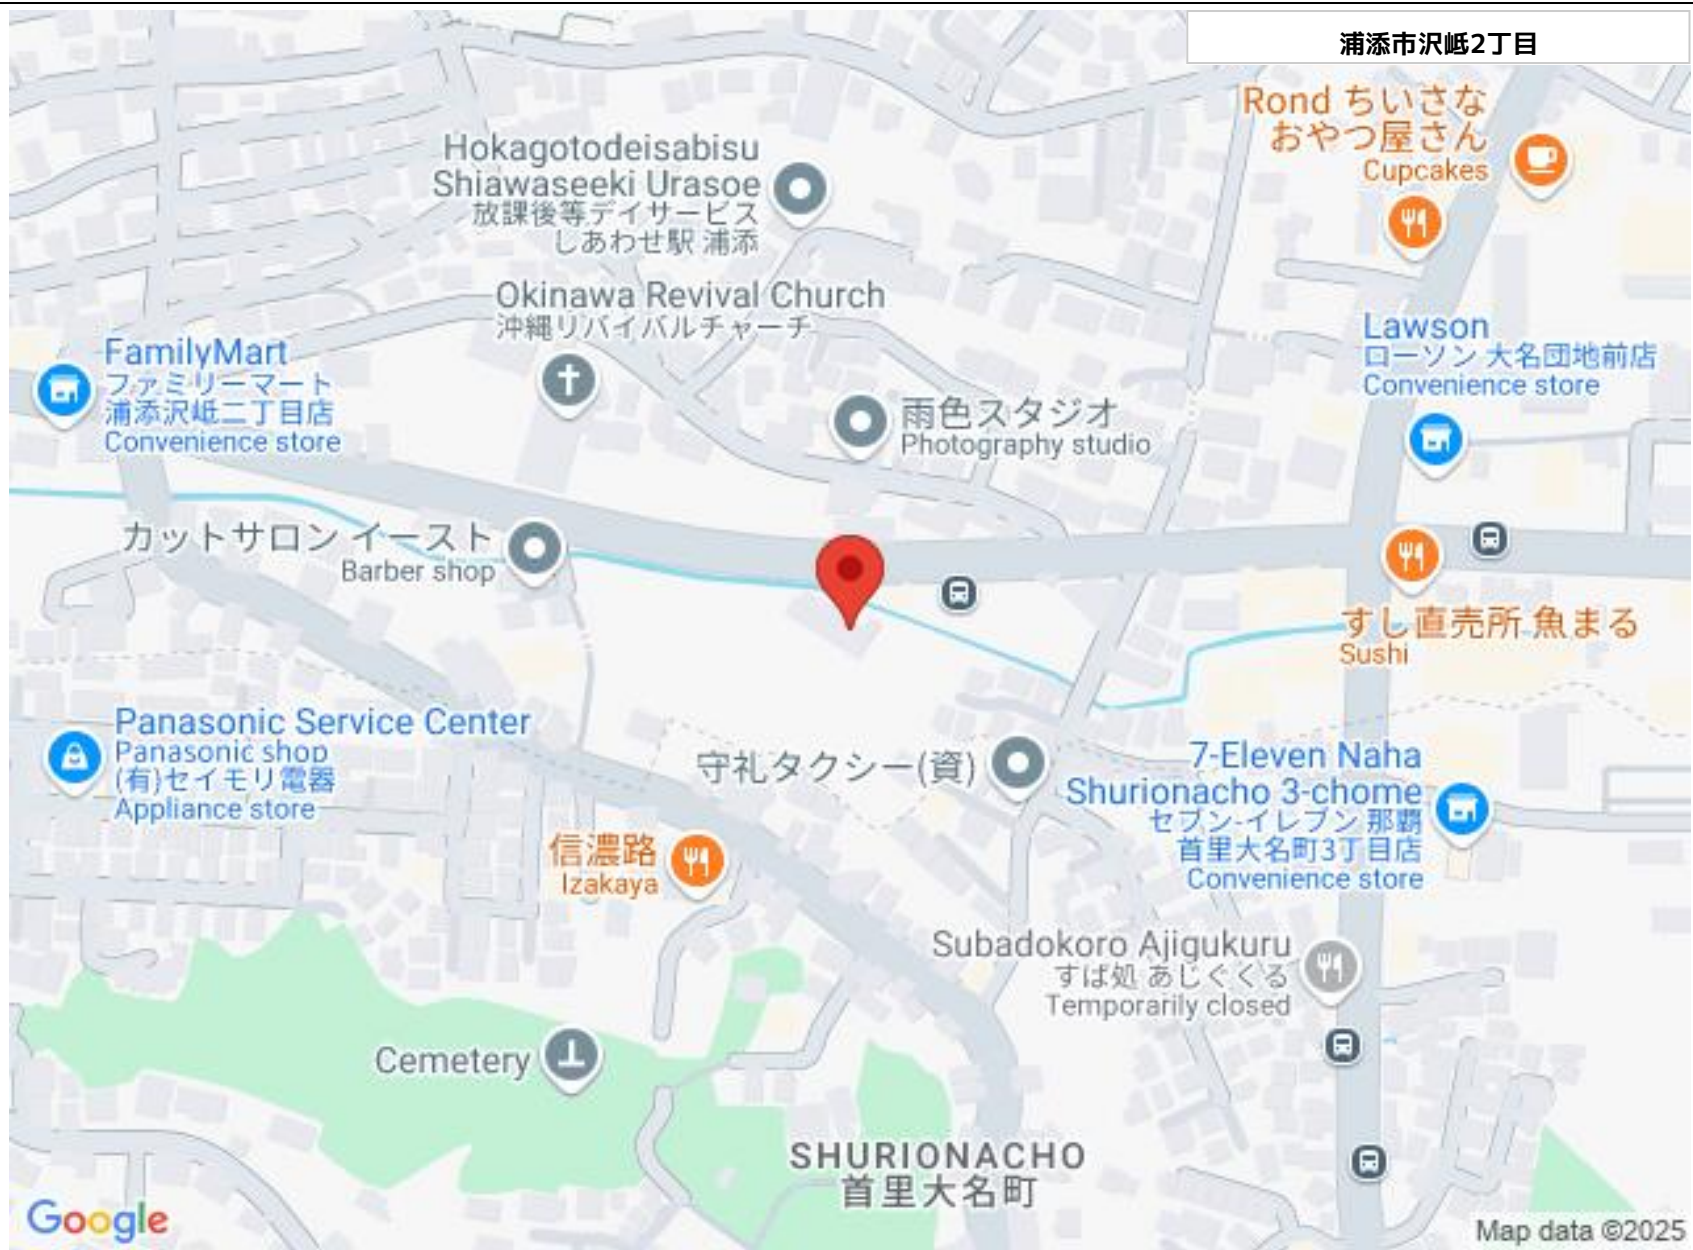 浦添市沢岻2丁目
Rond ちいさな
おやつ屋さん
Cupcakes
Hokagotodeisabisu
Shiawaseeki Urasoe
放課後等デイサービス
しあわせ駅 浦添
Okinawa Revival Church
沖縄リバイバルチャーチ
Lawson
ローソン 大名団地前店
Convenience store
FamilyMart
ファミリーマート
浦添沢岻二丁目店
Convenience store
雨色スタジオ
Photography studio
カットサロン イースト
Barber shop
すし直売所 魚まる
Sushi
Panasonic Service Center
Panasonic shop
(有)セイモリ電器
Appliance store
守礼タクシー(資)
7-Eleven Naha
Shurionacho 3-chome
セブン-イレブン 那覇
首里大名町3丁目店
Convenience store
信濃路
Izakaya
Subadokoro Ajigukuru
すば処 あじぐくる
Temporarily closed
Cemetery
SHURIONACHO
首里大名町
Google
Map data ©2025